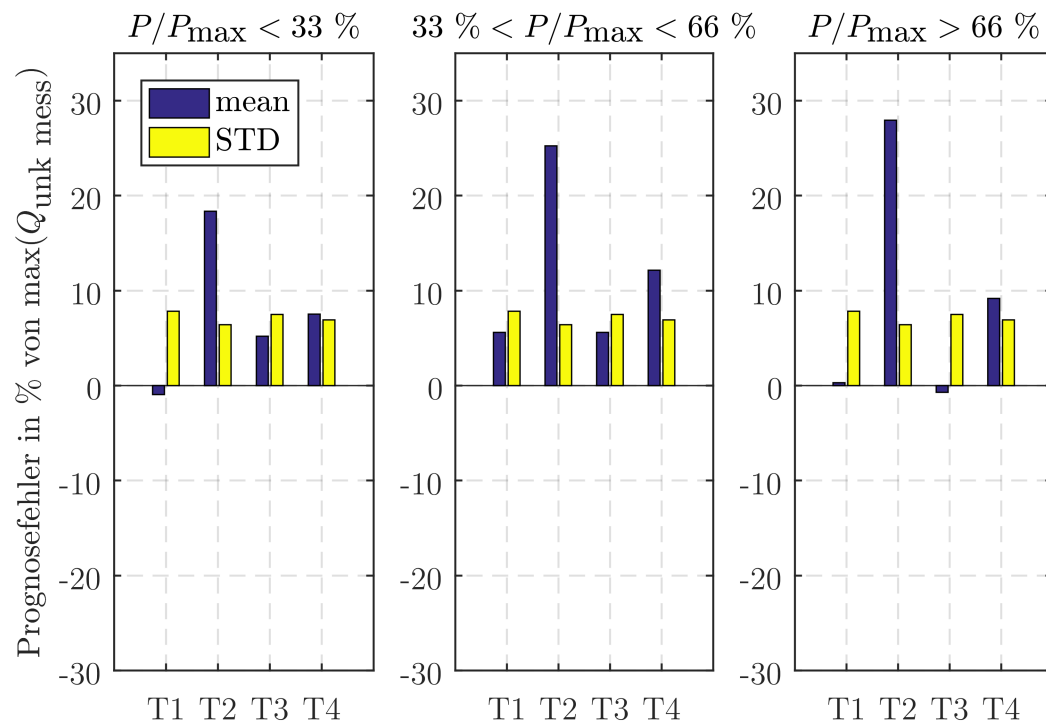 P/Pmax < 33 %
33 % < P/Pmax < 66 %
P/Pmax > 66 %
Prognosefehler in % von max(Qunk mess)
mean
STD
30
20
10
0
-10
-20
-30
T1 T2 T3 T4
30
20
10
0
-10
-20
-30
T1 T2 T3 T4
30
20
10
0
-10
-20
-30
T1 T2 T3 T4